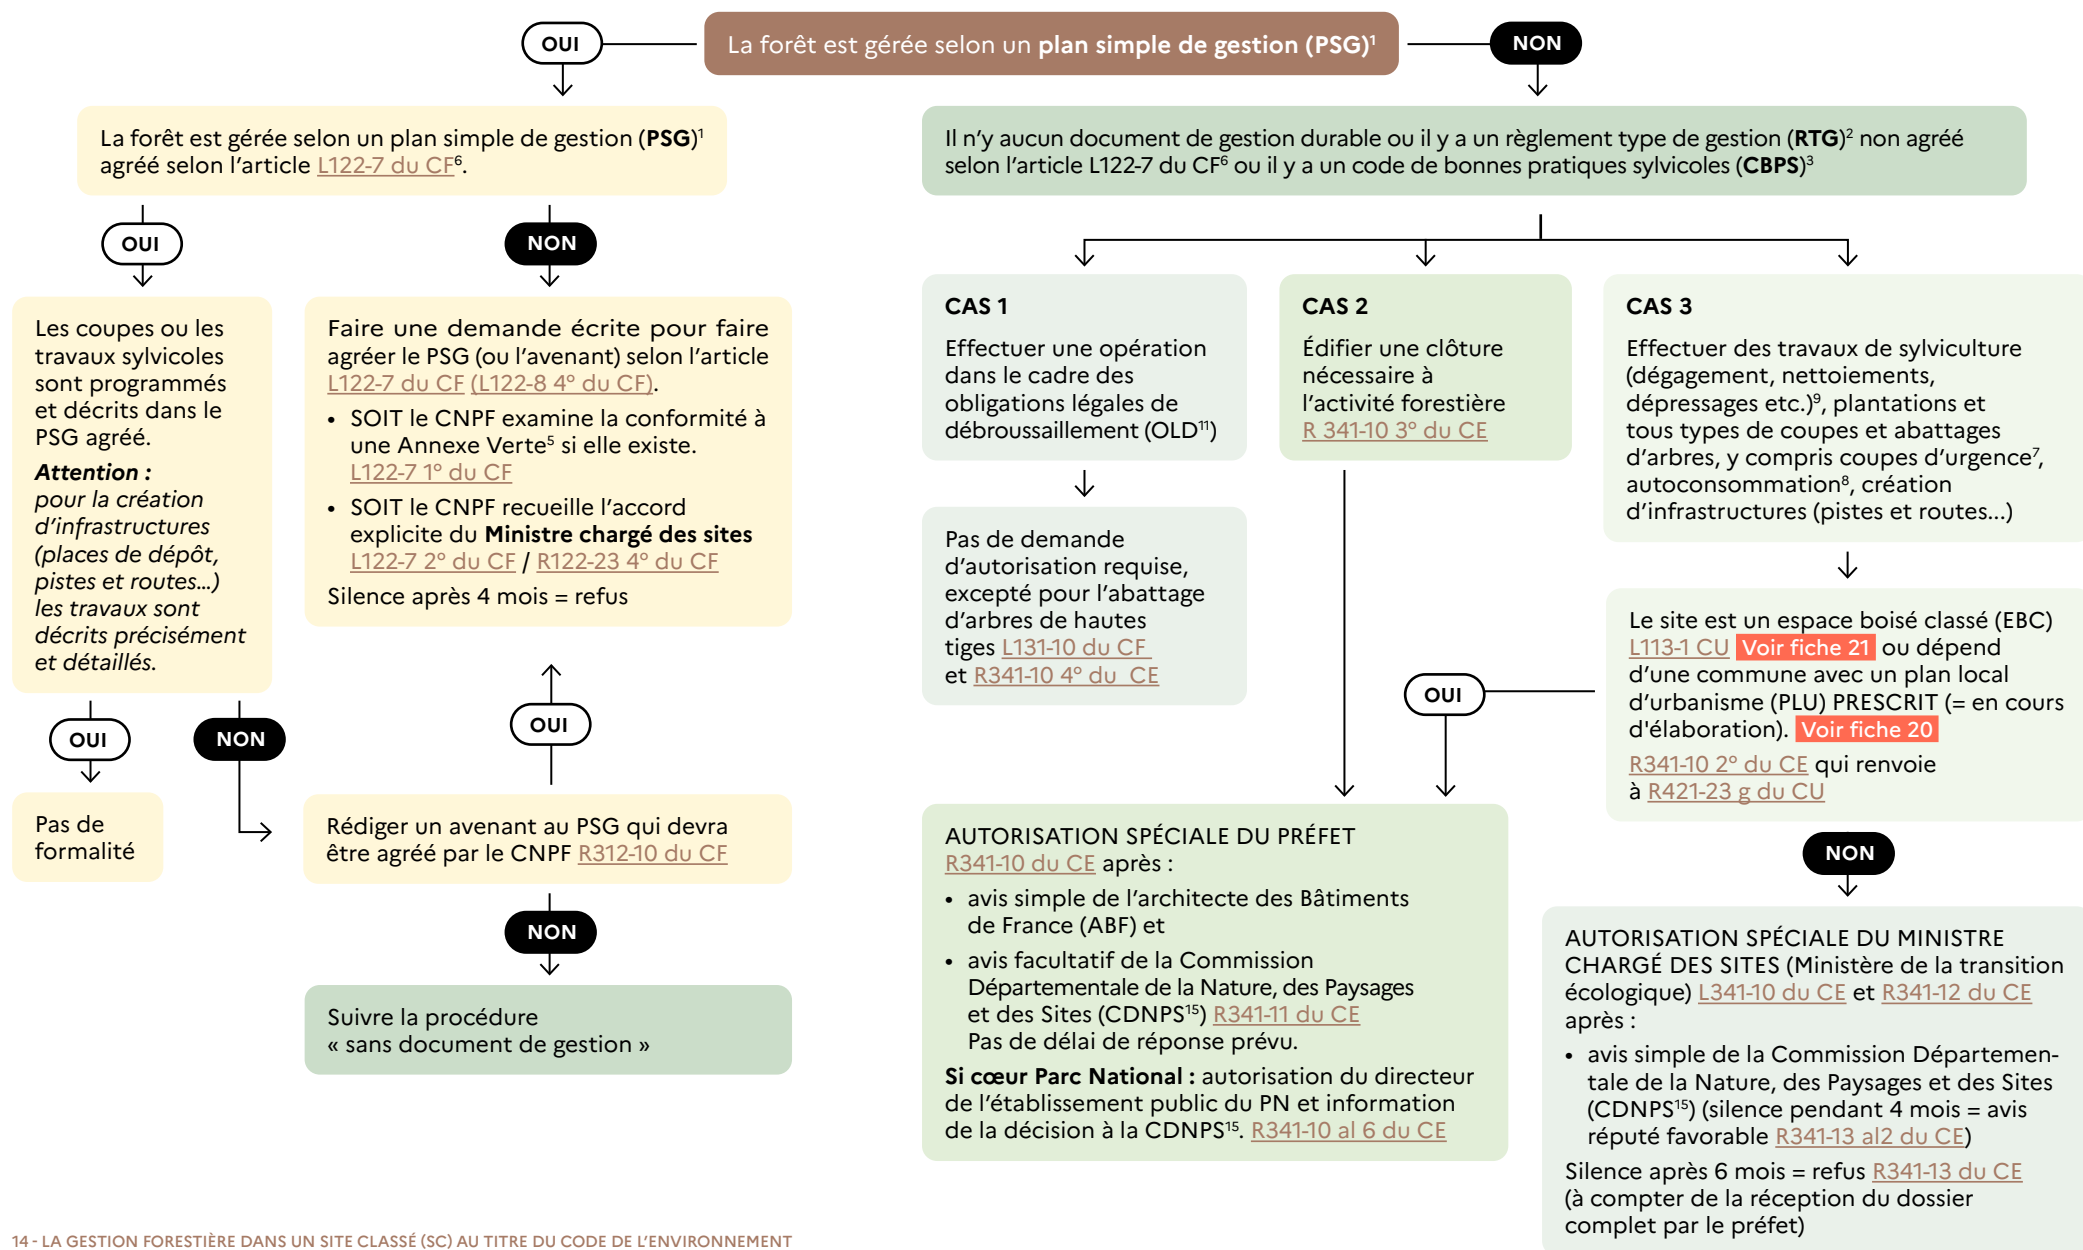 OUI
La forêt est gérée selon un plan simple de gestion (PSG)¹
NON
La forêt est gérée selon un plan simple de gestion (PSG)¹
agréé selon l'article L122-7 du CF⁶.
OUI
NON
Les coupes ou les
travaux sylvicoles
sont programmés
et décrits dans le
PSG agréé.
Attention :
pour la création
d'infrastructures
(places de dépôt,
pistes et routes...)
les travaux sont
décrits précisément
et détaillés.
Faire une demande écrite pour faire
agréer le PSG (ou l'avenant) selon l'article
L122-7 du CF (L122-8 4° du CF).
• SOIT le CNPF examine la conformité à
une Annexe Verte⁵ si elle existe.
L122-7 1° du CF
• SOIT le CNPF recueille l'accord
explicite du Ministre chargé des sites
L122-7 2° du CF / R122-23 4° du CF
Silence après 4 mois = refus
OUI
NON
OUI
Pas de
formalité
Rédiger un avenant au PSG qui devra
être agréé par le CNPF R312-10 du CF
NON
Suivre la procédure
« sans document de gestion »
Il n'y aucun document de gestion durable ou il y a un règlement type de gestion (RTG)² non agréé
selon l'article L122-7 du CF⁶ ou il y a un code de bonnes pratiques sylvicoles (CBPS)³
CAS 1
Effectuer une opération
dans le cadre des
obligations légales de
débroussaillement (OLD¹¹)
Pas de demande
d'autorisation requise,
excepté pour l'abattage
d'arbres de hautes
tiges L131-10 du CF
et R341-10 4° du CE
CAS 2
Édifier une clôture
nécessaire à
l'activité forestière
R 341-10 3° du CE
CAS 3
Effectuer des travaux de sylviculture
(dégagement, nettoiements,
dépressages etc.)⁹, plantations et
tous types de coupes et abattages
d'arbres, y compris coupes d'urgence⁷,
autoconsommation⁸, création
d'infrastructures (pistes et routes...)
Le site est un espace boisé classé (EBC)
L113-1 CU Voir fiche 21 ou dépend
d'une commune avec un plan local
d'urbanisme (PLU) PRESCRIT (= en cours
d'élaboration). Voir fiche 20
R341-10 2° du CE qui renvoie
à R421-23 g du CU
OUI
NON
AUTORISATION SPÉCIALE DU PRÉFET
R341-10 du CE après :
• avis simple de l'architecte des Bâtiments
de France (ABF) et
• avis facultatif de la Commission
Départementale de la Nature, des Paysages
et des Sites (CDNPS¹⁵) R341-11 du CE
Pas de délai de réponse prévu.
Si cœur Parc National : autorisation du directeur
de l'établissement public du PN et information
de la décision à la CDNPS¹⁵. R341-10 al 6 du CE
AUTORISATION SPÉCIALE DU MINISTRE
CHARGÉ DES SITES (Ministère de la transition
écologique) L341-10 du CE et R341-12 du CE
après :
• avis simple de la Commission Départemen-
tale de la Nature, des Paysages et des Sites
(CDNPS¹⁵) (silence pendant 4 mois = avis
réputé favorable R341-13 al2 du CE)
Silence après 6 mois = refus R341-13 du CE
(à compter de la réception du dossier
complet par le préfet)
14 - LA GESTION FORESTIÈRE DANS UN SITE CLASSÉ (SC) AU TITRE DU CODE DE L'ENVIRONNEMENT